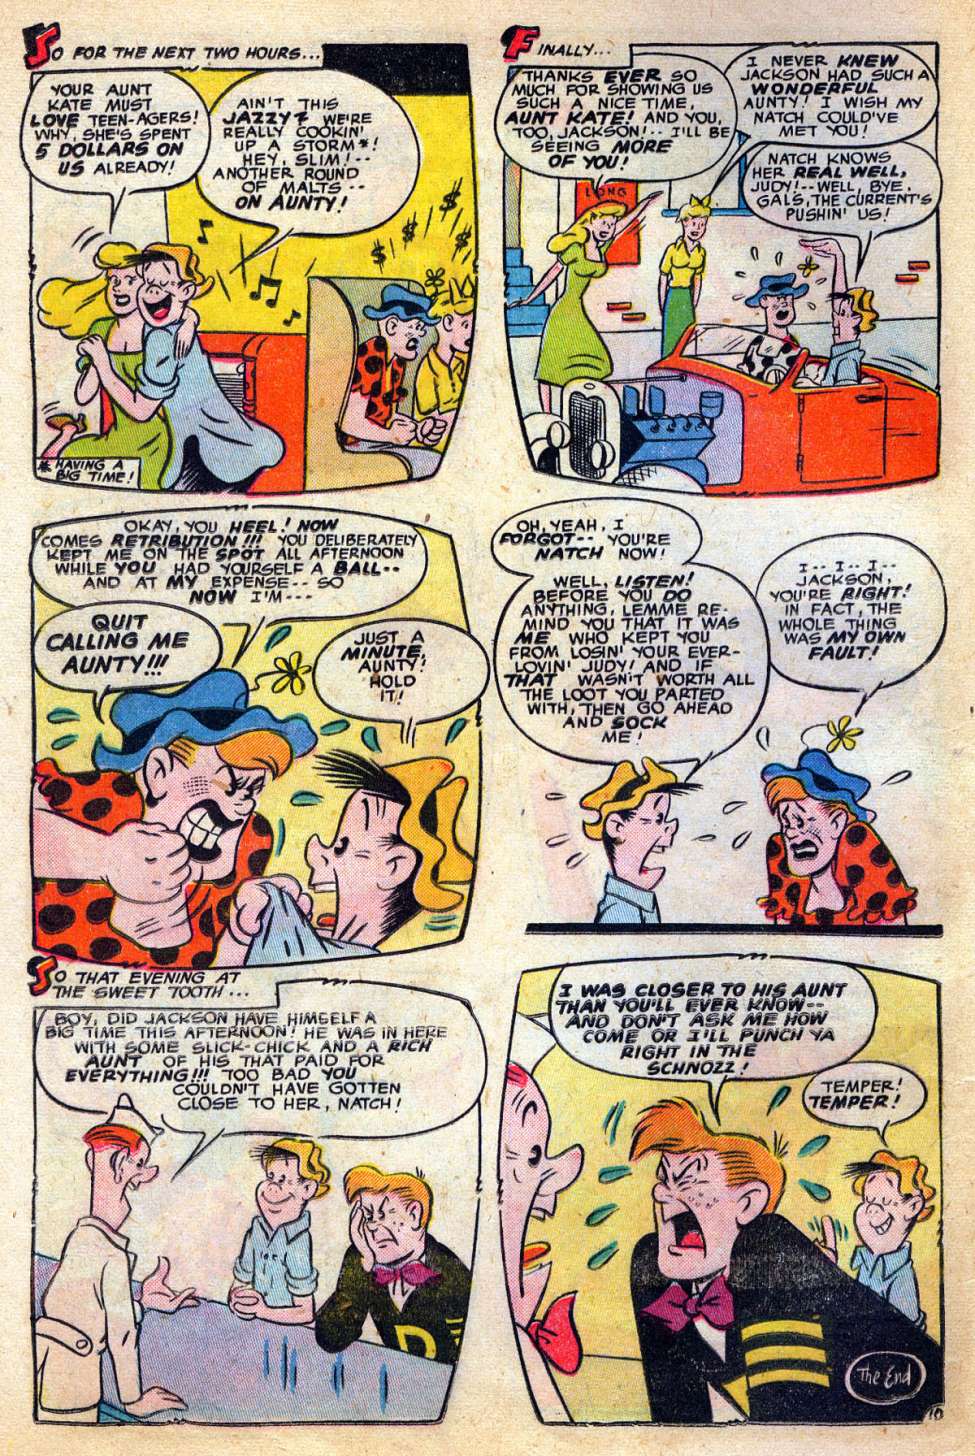 SO FOR THE NEXT TWO HOURS...
YOUR AUNT
KATE MUST
LOVE TEEN-AGERS!
WHY, SHE'S SPENT
5 DOLLARS ON
US ALREADY!
AIN'T THIS
JAZZY? WE'RE
REALLY COOKIN'
UP A STORM*!
HEY, SLIM!--
ANOTHER ROUND
OF MALTS--
ON AUNTY!
* HAVING A
BIG TIME!
FINALLY...
THANKS EVER SO
MUCH FOR SHOWING US
SUCH A NICE TIME,
AUNT KATE! AND YOU,
TOO, JACKSON!-- I'LL BE
SEEING MORE
OF YOU!
I NEVER KNEW
JACKSON HAD SUCH A
WONDERFUL
AUNTY! I WISH MY
NATCH COULD'VE
MET YOU!
NATCH KNOWS
HER REAL WELL,
JUDY!--WELL, BYE,
GALS, THE CURRENT'S
PUSHIN' US!
LONG
OKAY, YOU HEEL! NOW
COMES RETRIBUTION!!! YOU DELIBERATELY
KEPT ME ON THE SPOT ALL AFTERNOON
WHILE YOU HAD YOURSELF A BALL--
AND AT MY EXPENSE-- SO
NOW I'M---
QUIT
CALLING ME
AUNTY!!!
JUST A
MINUTE,
AUNTY!
HOLD
IT!
OH, YEAH, I
FORGOT-- YOU'RE
NATCH NOW!
WELL, LISTEN!
BEFORE YOU DO
ANYTHING, LEMME RE-
MIND YOU THAT IT WAS
ME WHO KEPT YOU
FROM LOSIN' YOUR EVER-
LOVIN' JUDY! AND IF
THAT WASN'T WORTH ALL
THE LOOT YOU PARTED
WITH, THEN GO AHEAD
AND SOCK
ME!
I-- I-- I--
JACKSON,
YOU'RE RIGHT!
IN FACT, THE
WHOLE THING
WAS MY OWN
FAULT!
SO THAT EVENING AT
THE SWEET TOOTH...
BOY, DID JACKSON HAVE HIMSELF A
BIG TIME THIS AFTERNOON! HE WAS IN HERE
WITH SOME SLICK-CHICK AND A RICH
AUNT OF HIS THAT PAID FOR
EVERYTHING!!! TOO BAD YOU
COULDN'T HAVE GOTTEN
CLOSE TO HER, NATCH!
I WAS CLOSER TO HIS AUNT
THAN YOU'LL EVER KNOW--
AND DON'T ASK ME HOW
COME OR I'LL PUNCH YA
RIGHT IN THE
SCHNOZZ!
TEMPER!
TEMPER!
The End
10